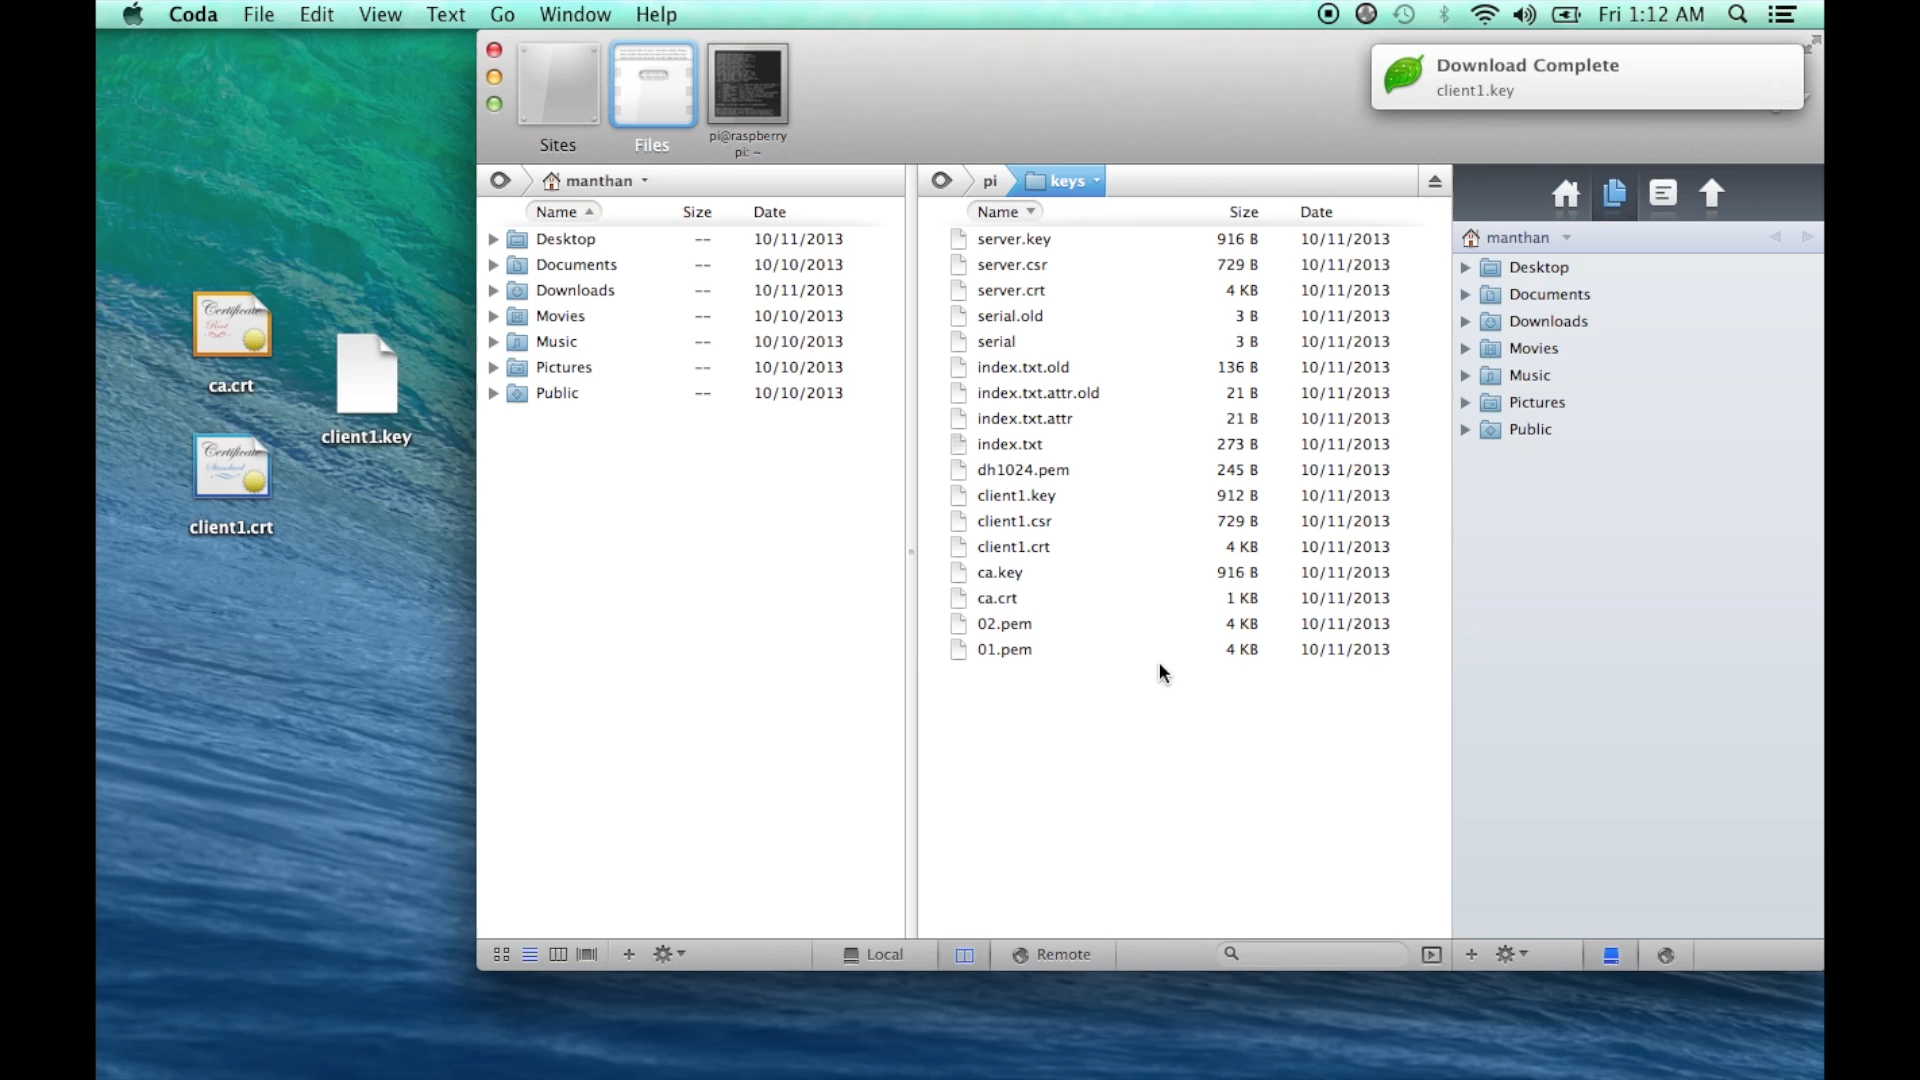 Coda File Edit View Text Go Window Help Fri 1:12 AM
Download Complete
client1.key
Sites Files pi@raspberry
pi: ~
manthan
Name Size Date
Desktop -- 10/11/2013
Documents -- 10/10/2013
Downloads -- 10/11/2013
Movies -- 10/10/2013
Music -- 10/10/2013
Pictures -- 10/10/2013
Public -- 10/10/2013
pi keys
Name Size Date
server.key 916 B 10/11/2013
server.csr 729 B 10/11/2013
server.crt 4 KB 10/11/2013
serial.old 3 B 10/11/2013
serial 3 B 10/11/2013
index.txt.old 136 B 10/11/2013
index.txt.attr.old 21 B 10/11/2013
index.txt.attr 21 B 10/11/2013
index.txt 273 B 10/11/2013
dh1024.pem 245 B 10/11/2013
client1.key 912 B 10/11/2013
client1.csr 729 B 10/11/2013
client1.crt 4 KB 10/11/2013
ca.key 916 B 10/11/2013
ca.crt 1 KB 10/11/2013
02.pem 4 KB 10/11/2013
01.pem 4 KB 10/11/2013
manthan
Desktop
Documents
Downloads
Movies
Music
Pictures
Public
Certificate
Root
ca.crt
client1.key
Certificate
Standard
client1.crt
Local Remote